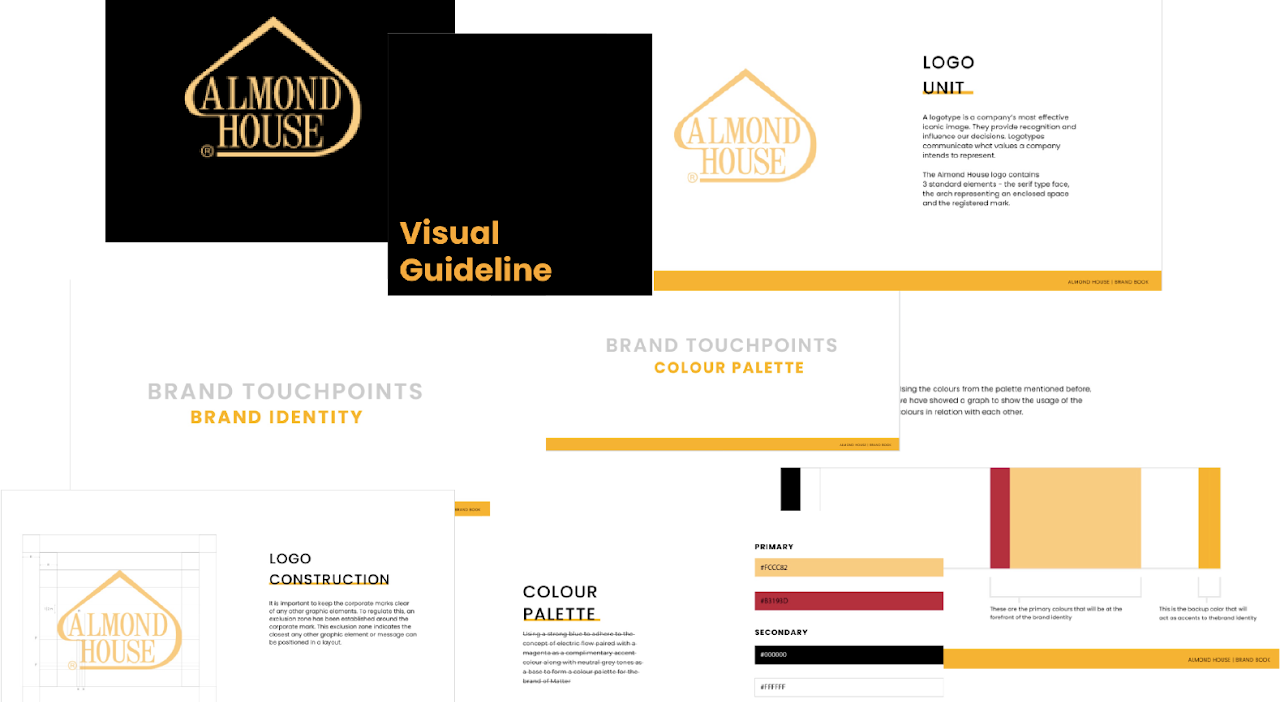 ALMOND
HOUSE
®
Visual
Guideline
ALMOND
HOUSE
®
LOGO
UNIT
A logotype is a company's most effective
iconic image. They provide recognition and
influence our decisions. Logotypes
communicate what values a company
intends to represent.
The Almond House logo contains
3 standard elements - the serif type face,
the arch representing an enclosed space
and the registered mark.
ALMOND HOUSE | BRAND BOOK
BRAND TOUCHPOINTS
BRAND IDENTITY
BRAND TOUCHPOINTS
COLOUR PALETTE
ALMOND HOUSE | BRAND BOOK
sing the colours from the palette mentioned before,
we have showed a graph to show the usage of the
colours in relation with each other.
BRAND BOOK
LOGO
CONSTRUCTION
It is important to keep the corporate marks clear
of any other graphic elements. To regulate this, an
exclusion zone has been established around the
corporate mark. This exclusion zone indicates the
closest any other graphic element or message can
be positioned in a layout.
ALMOND
HOUSE
®
COLOUR
PALETTE
Using a strong blue to adhere to the
concept of electric flow paired with a
magenta as a complimentary accent
colour along with neutral grey tones as
a base to form a colour palette for the
brand of Matter
PRIMARY
#FCCC82
SECONDARY
#000000
#FFFFFF
These are the primary colours that will be at the
forefront of the brand identity
This is the backup color that will
act as accents to thebrand identity
ALMOND HOUSE | BRAND BOOK